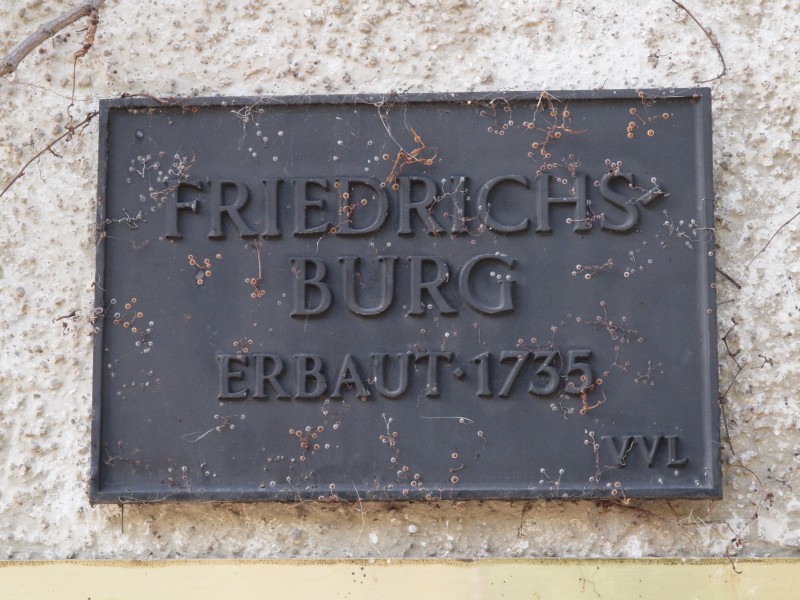 FRIEDRICHS-
BURG
ERBAUT·1735
VVL